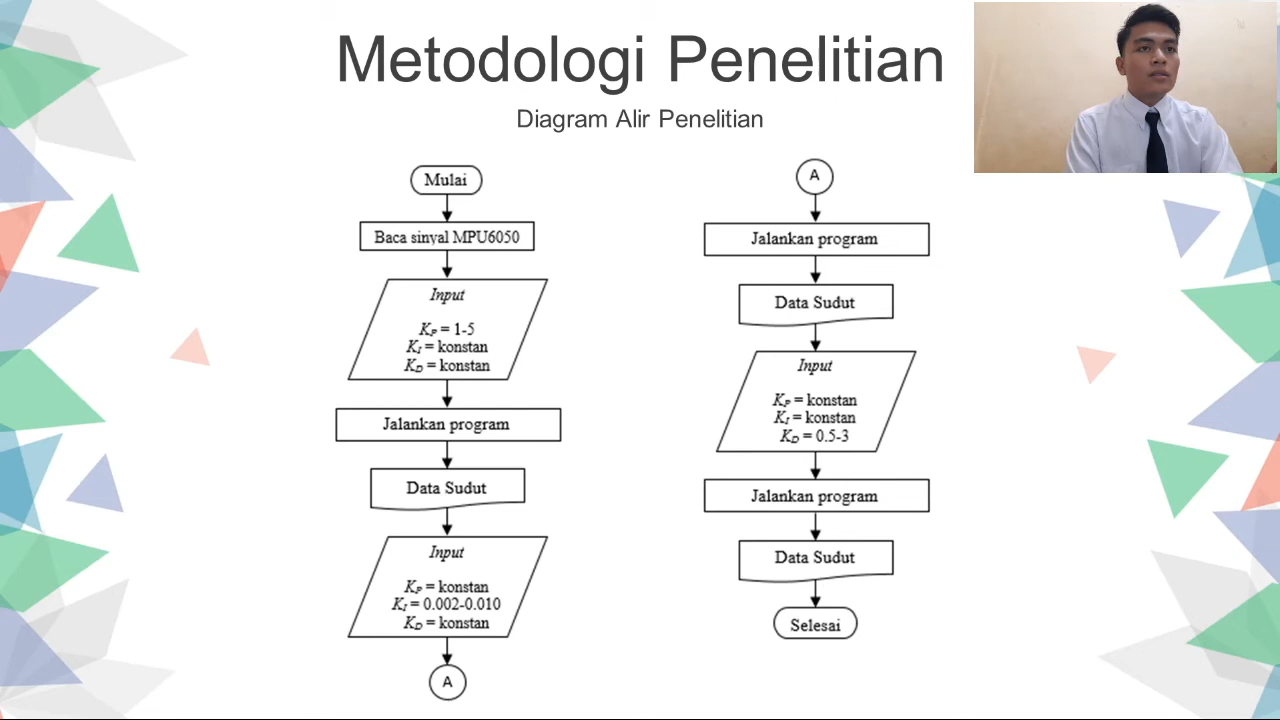 Metodologi Penelitian
Diagram Alir Penelitian
Mulai
Baca sinyal MPU6050
Input
K_P = 1-5
K_I = konstan
K_D = konstan
Jalankan program
Data Sudut
Input
K_P = konstan
K_I = 0.002-0.010
K_D = konstan
A
A
Jalankan program
Data Sudut
Input
K_P = konstan
K_I = konstan
K_D = 0.5-3
Jalankan program
Data Sudut
Selesai